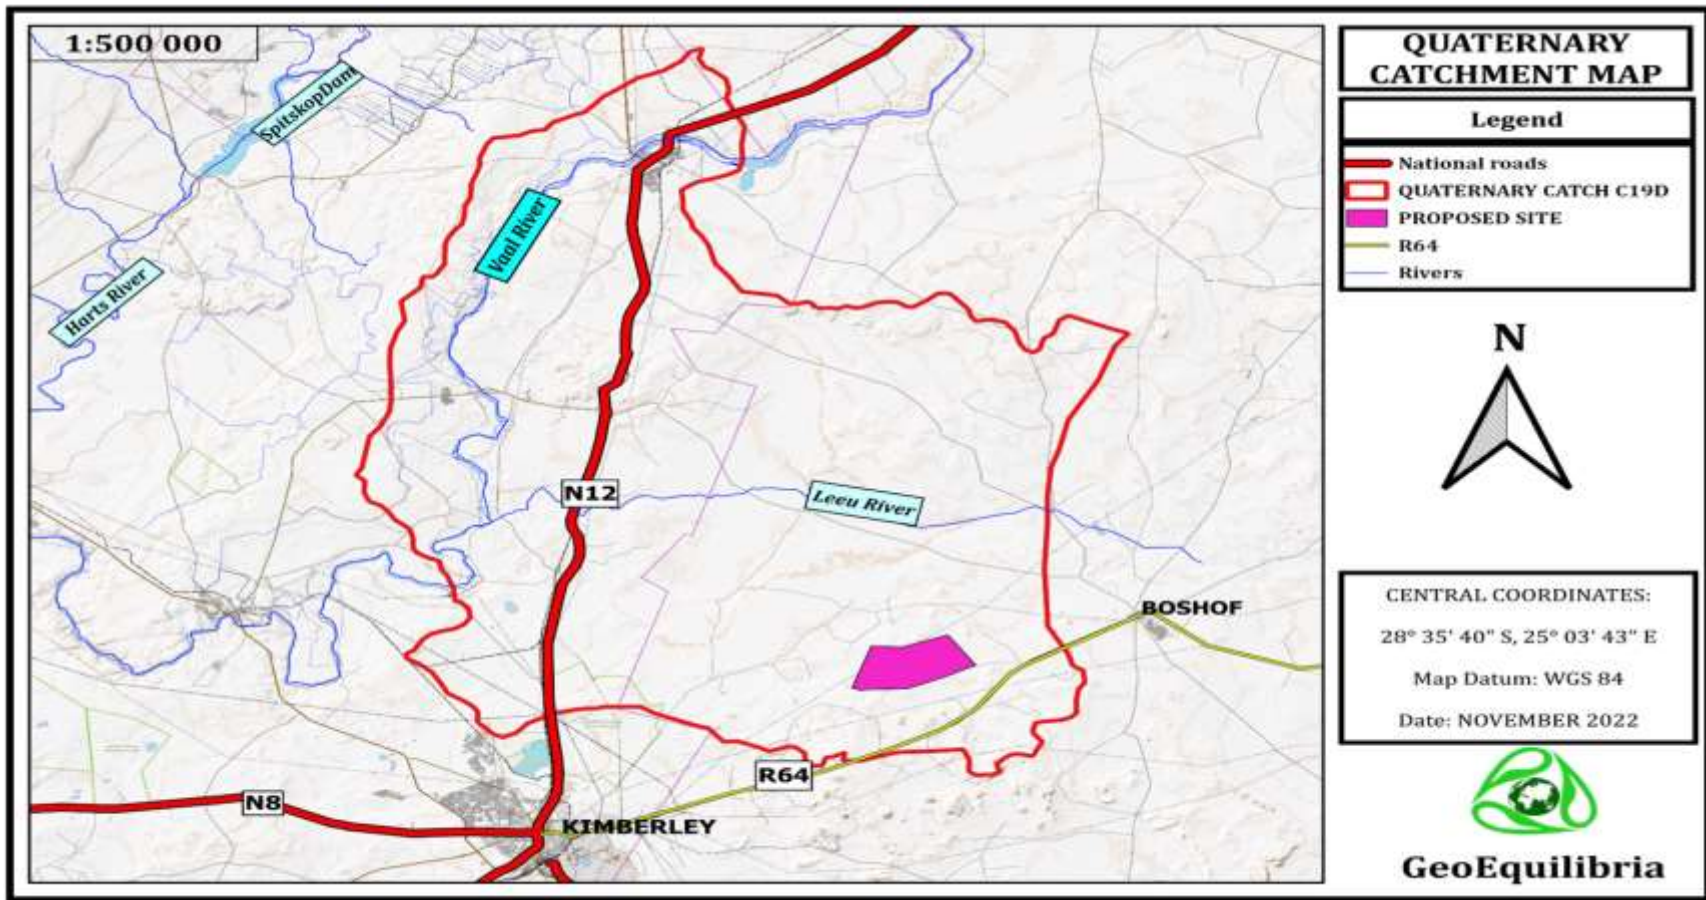 1:500 000
SpitskopDam
Vaal River
Harts River
N12
Leeu River
BOSHOF
R64
N8
KIMBERLEY
QUATERNARY
CATCHMENT MAP
Legend
National roads
QUATERNARY CATCH C19D
PROPOSED SITE
R64
Rivers
N
CENTRAL COORDINATES:
28° 35' 40" S, 25° 03' 43" E
Map Datum: WGS 84
Date: NOVEMBER 2022
GeoEquilibria